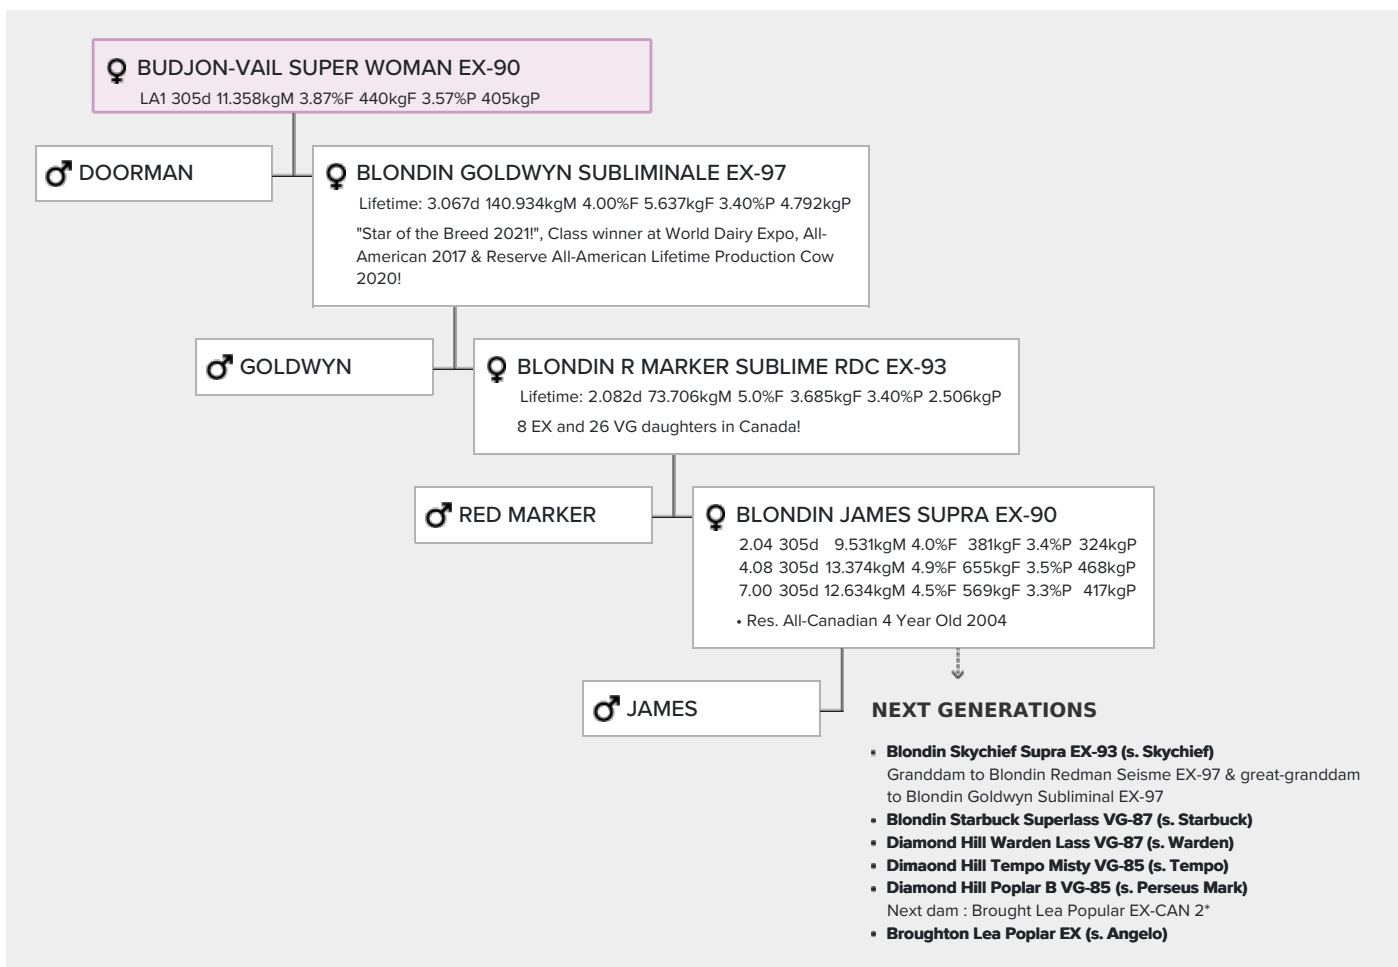 BUDJON-VAIL SUPER WOMAN EX-90
LA1 305d 11.358kgM 3.87%F 440kgF 3.57%P 405kgP
DOORMAN
BLONDIN GOLDWYN SUBLIMINALE EX-97
Lifetime: 3.067d 140.934kgM 4.00%F 5.637kgF 3.40%P 4.792kgP
"Star of the Breed 2021!", Class winner at World Dairy Expo, All-
American 2017 & Reserve All-American Lifetime Production Cow
2020!
GOLDWYN
BLONDIN R MARKER SUBLIME RDC EX-93
Lifetime: 2.082d 73.706kgM 5.0%F 3.685kgF 3.40%P 2.506kgP
8 EX and 26 VG daughters in Canada!
RED MARKER
BLONDIN JAMES SUPRA EX-90
2.04 305d 9.531kgM 4.0%F 381kgF 3.4%P 324kgP
4.08 305d 13.374kgM 4.9%F 655kgF 3.5%P 468kgP
7.00 305d 12.634kgM 4.5%F 569kgF 3.3%P 417kgP
• Res. All-Canadian 4 Year Old 2004
JAMES
NEXT GENERATIONS
• Blondin Skychief Supra EX-93 (s. Skychief)
Granddam to Blondin Redman Seisme EX-97 & great-granddam
to Blondin Goldwyn Subliminal EX-97
• Blondin Starbuck Superlass VG-87 (s. Starbuck)
• Diamond Hill Warden Lass VG-87 (s. Warden)
• Dimaond Hill Tempo Misty VG-85 (s. Tempo)
• Diamond Hill Poplar B VG-85 (s. Perseus Mark)
Next dam : Brought Lea Popular EX-CAN 2*
• Broughton Lea Poplar EX (s. Angelo)